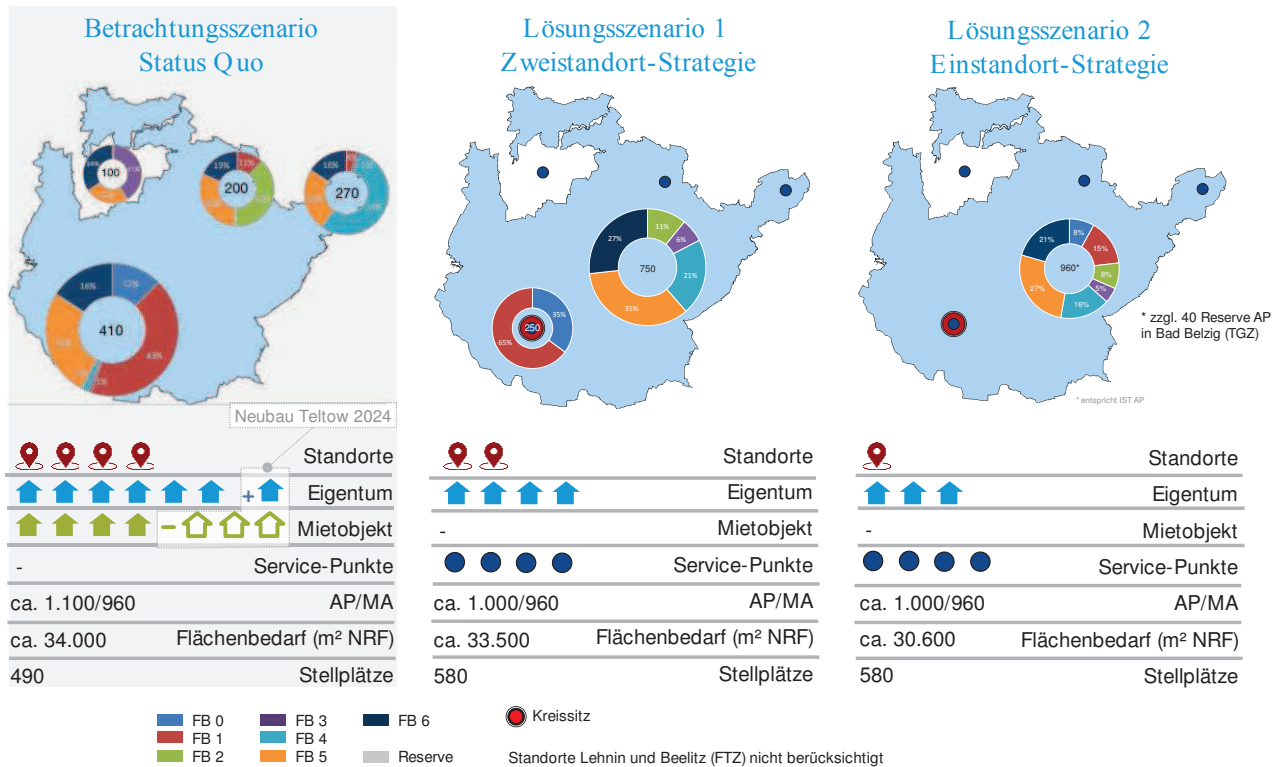 Betrachtungsszenario
Status Quo
100
19%
11%
200
16%
270
16%
12%
43%
410
Neubau Teltow 2024
Standorte
+
Eigentum
–
Mietobjekt
-
Service-Punkte
ca. 1.100/960
AP/MA
ca. 34.000
Flächenbedarf (m² NRF)
490
Stellplätze
Lösungsszenario 1
Zweistandort-Strategie
27%
11%
6%
21%
35%
750
35%
65%
250
Standorte
Eigentum
-
Mietobjekt
Service-Punkte
ca. 1.000/960
AP/MA
ca. 33.500
Flächenbedarf (m² NRF)
580
Stellplätze
Lösungsszenario 2
Einstandort-Strategie
21%
8%
15%
8%
5%
16%
27%
960*
* zzgl. 40 Reserve AP
in Bad Belzig (TGZ)
* entspricht IST AP
Standorte
Eigentum
-
Mietobjekt
Service-Punkte
ca. 1.000/960
AP/MA
ca. 30.600
Flächenbedarf (m² NRF)
580
Stellplätze
FB 0
FB 3
FB 6
Kreissitz
FB 1
FB 4
FB 2
FB 5
Reserve
Standorte Lehnin und Beelitz (FTZ) nicht berücksichtigt